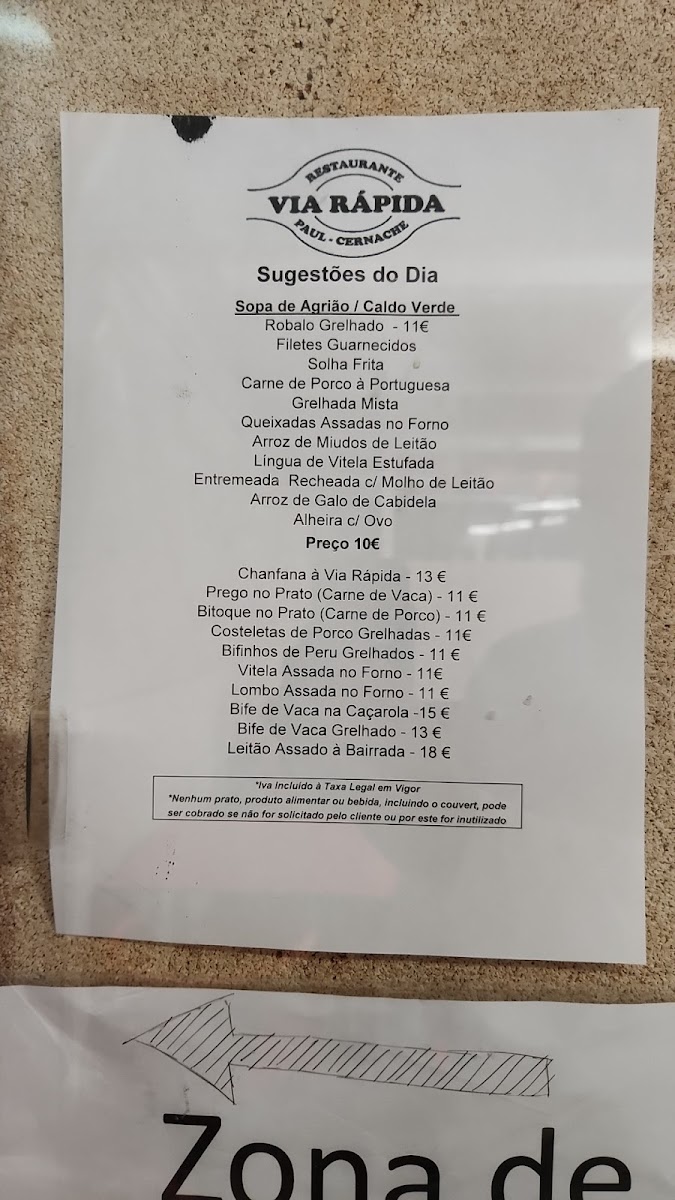 RESTAURANTE
VIA RÁPIDA
PAUL - CERNACHE
Sugestões do Dia
Sopa de Agrião / Caldo Verde
Robalo Grelhado - 11€
Filetes Guarnecidos
Solha Frita
Carne de Porco à Portuguesa
Grelhada Mista
Queixadas Assadas no Forno
Arroz de Miudos de Leitão
Língua de Vitela Estufada
Entremeada Recheada c/ Molho de Leitão
Arroz de Galo de Cabidela
Alheira c/ Ovo
Preço 10€
Chanfana à Via Rápida - 13 €
Prego no Prato (Carne de Vaca) - 11 €
Bitoque no Prato (Carne de Porco) - 11 €
Costeletas de Porco Grelhadas - 11€
Bifinhos de Peru Grelhados - 11 €
Vitela Assada no Forno - 11€
Lombo Assada no Forno - 11 €
Bife de Vaca na Caçarola -15 €
Bife de Vaca Grelhado - 13 €
Leitão Assado à Bairrada - 18 €
*Iva Incluído à Taxa Legal em Vigor
*Nenhum prato, produto alimentar ou bebida, incluindo o couvert, pode
ser cobrado se não for solicitado pelo cliente ou por este for inutilizado
Zona de